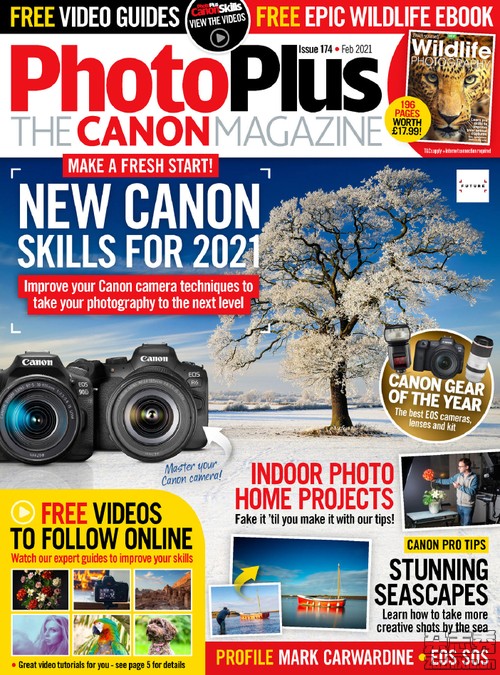 FREE VIDEO GUIDES
PhotoPlus
CanonSkills
VIEW THE VIDEOS
FREE EPIC WILDLIFE EBOOK
Issue 174 • Feb 2021
PhotoPlus
THE CANON MAGAZINE
Wildlife
PHOTOGRAPHY
196
PAGES
WORTH
£17.99!
FUTURE
MAKE A FRESH START!
NEW CANON
SKILLS FOR 2021
Improve your Canon camera techniques to
take your photography to the next level
Canon
EOS
90D
Canon
EOS
R6
Master your
Canon camera!
CANON GEAR
OF THE YEAR
The best EOS cameras,
lenses and kit
INDOOR PHOTO
HOME PROJECTS
Fake it 'til you make it with our tips!
FREE VIDEOS
TO FOLLOW ONLINE
Watch our expert guides to improve your skills
• Great video tutorials for you - see page 5 for details
CANON PRO TIPS
STUNNING
SEASCAPES
Learn how to take more
creative shots by the sea
PROFILE MARK CARWARDINE • EOS SOS